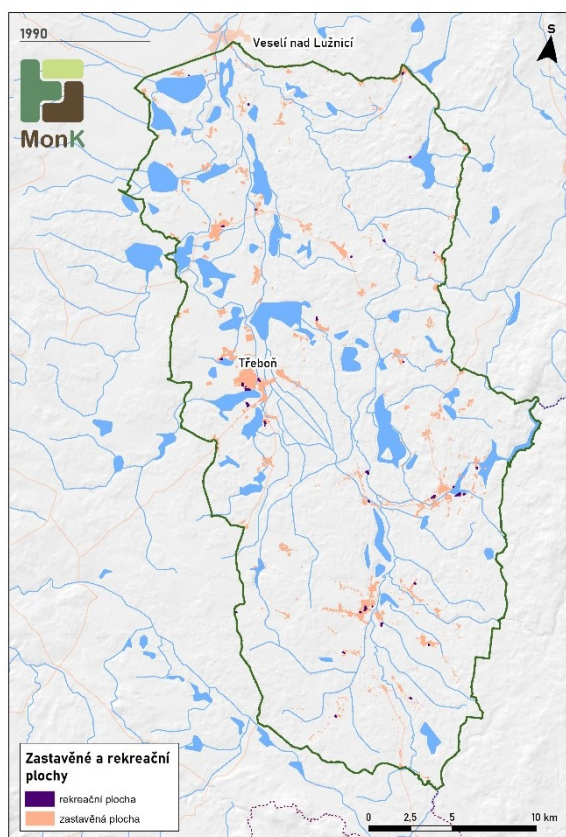 1990
MonK
Veselí nad Lužnicí
S
Třeboň
Zastavěné a rekreační
plochy
rekreační plocha
zastavěná plocha
0 2,5 5 10 km